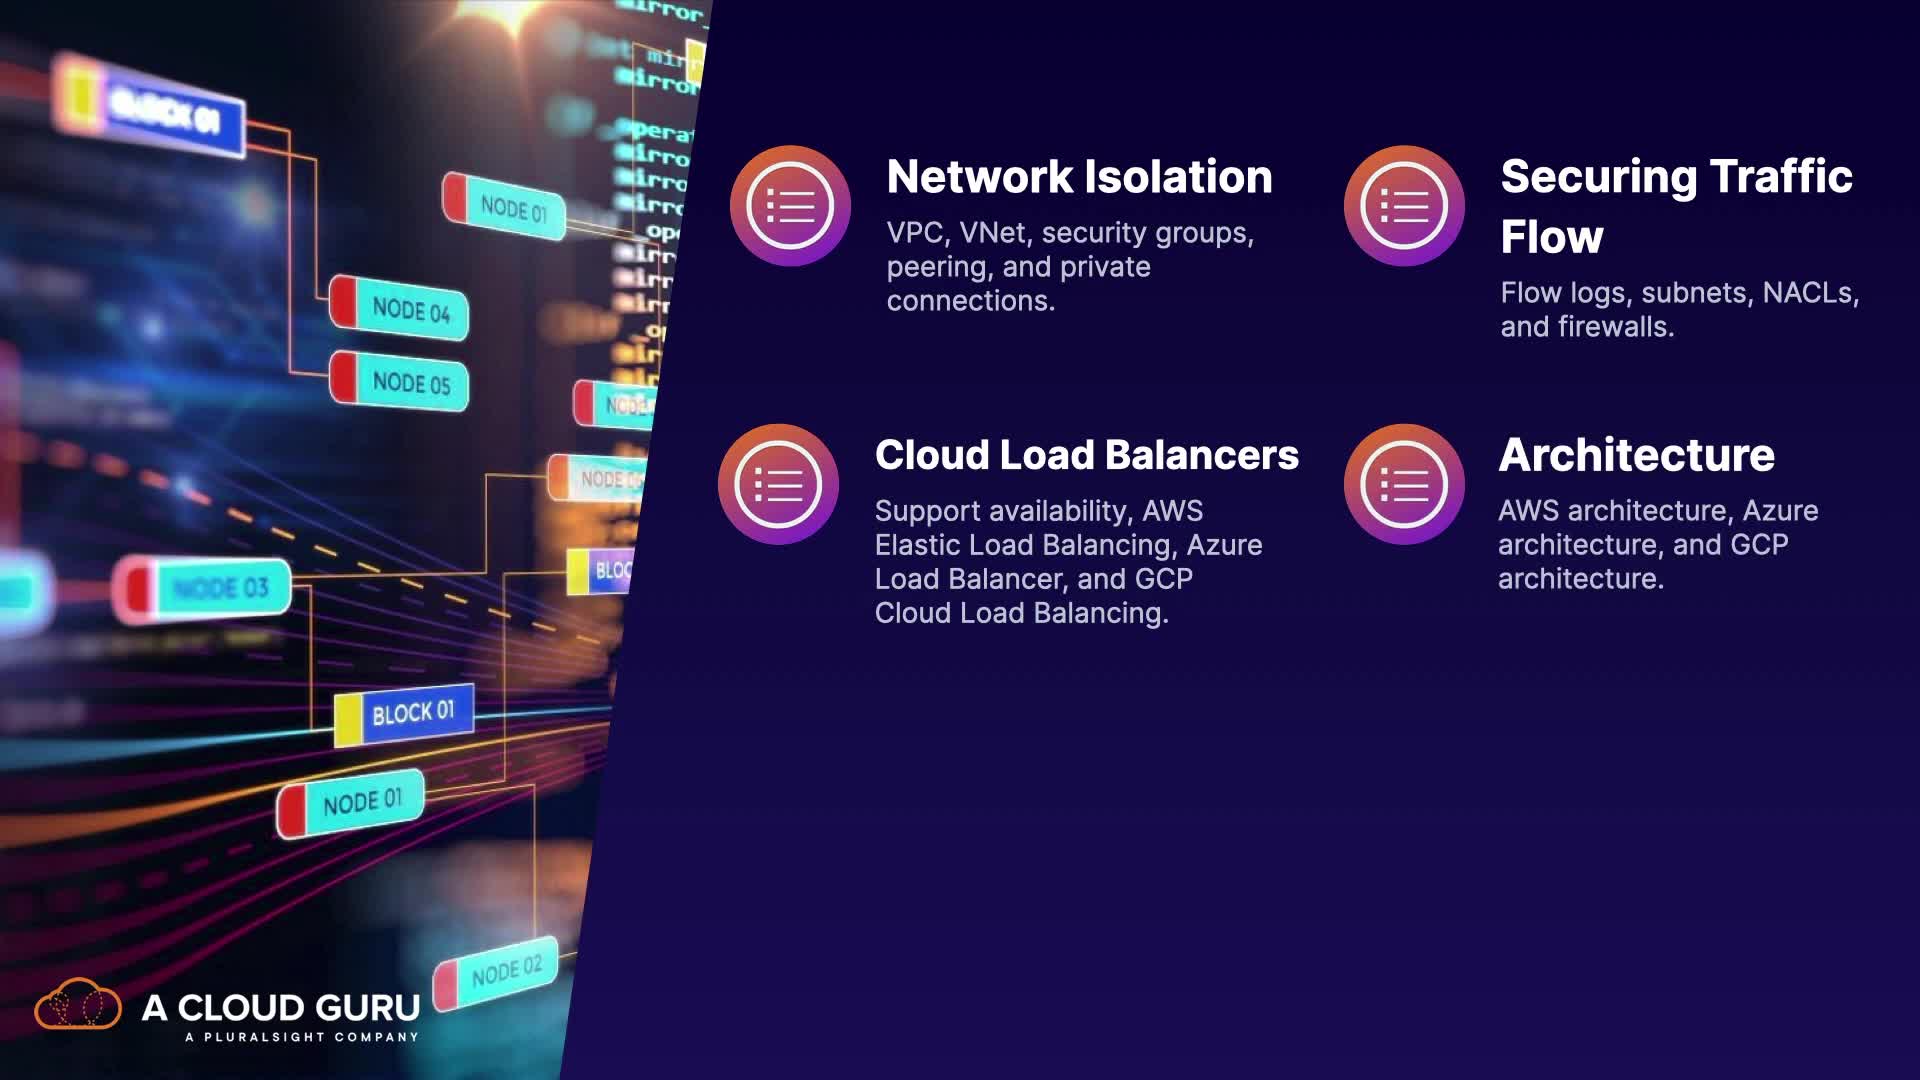 Network Isolation
VPC, VNet, security groups,
peering, and private
connections.
Securing Traffic
Flow
Flow logs, subnets, NACLs,
and firewalls.
Cloud Load Balancers
Support availability, AWS
Elastic Load Balancing, Azure
Load Balancer, and GCP
Cloud Load Balancing.
Architecture
AWS architecture, Azure
architecture, and GCP
architecture.
BLOCK 01
NODE 01
NODE 04
NODE 05
NODE 03
BLOCK 01
NODE 01
NODE 02
A CLOUD GURU
A PLURALSIGHT COMPANY